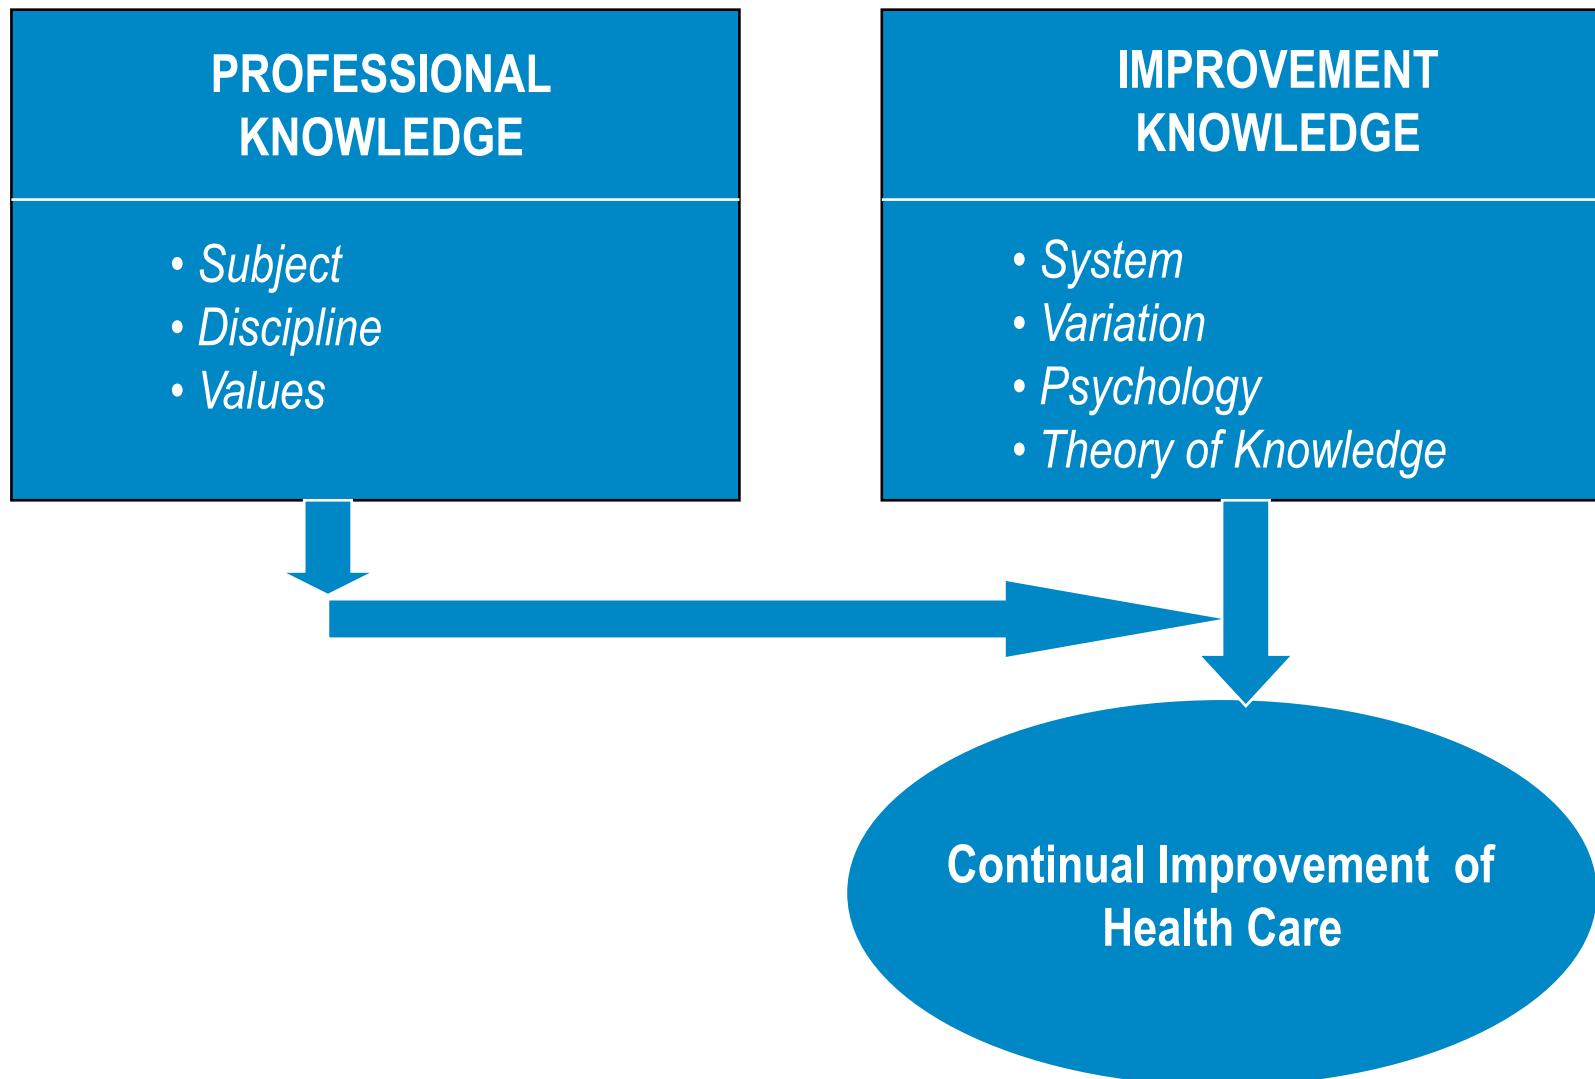 PROFESSIONAL
KNOWLEDGE
• Subject
• Discipline
• Values
IMPROVEMENT
KNOWLEDGE
• System
• Variation
• Psychology
• Theory of Knowledge
Continual Improvement of
Health Care